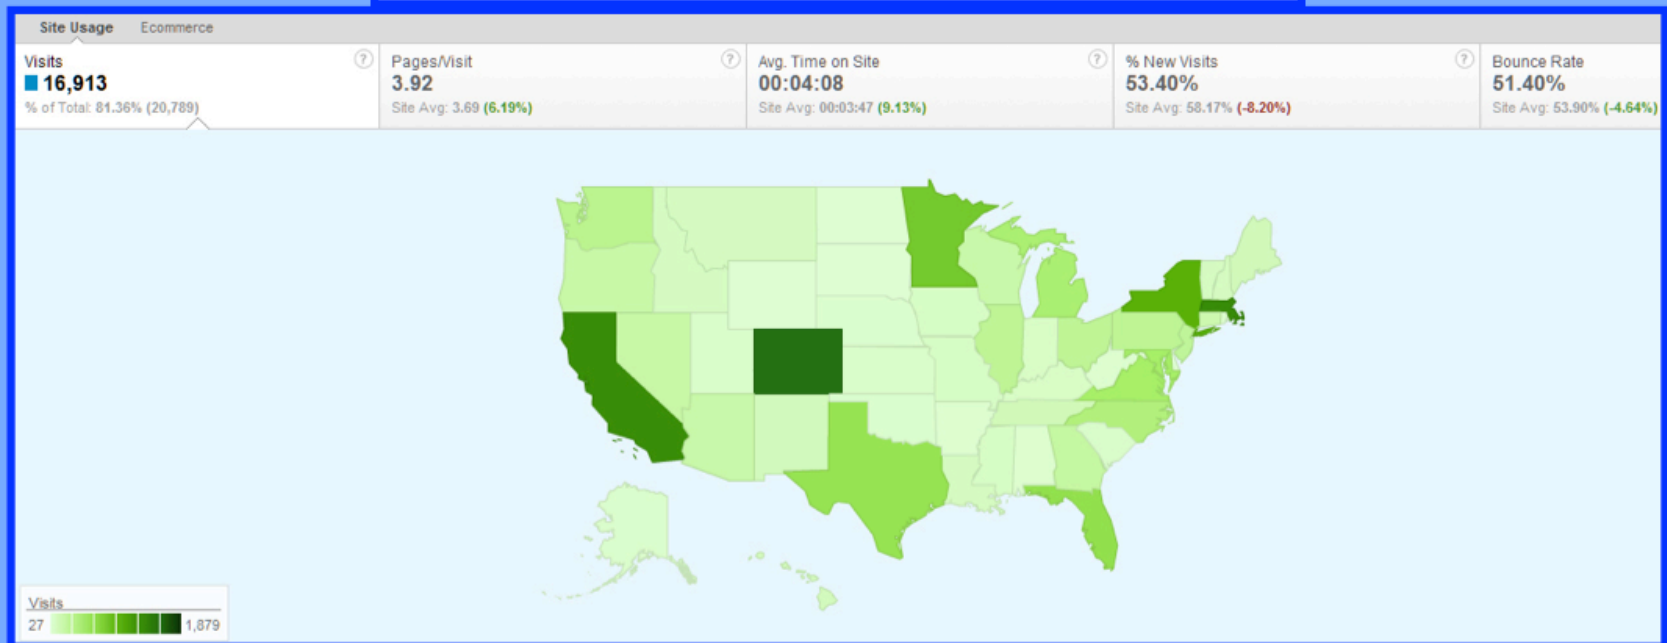 Site Usage Ecommerce
Visits
16,913
% of Total: 81.36% (20,789)
Pages/Visit
3.92
Site Avg: 3.69 (6.19%)
Avg. Time on Site
00:04:08
Site Avg: 00:03:47 (9.13%)
% New Visits
53.40%
Site Avg: 58.17% (-8.20%)
Bounce Rate
51.40%
Site Avg: 53.90% (-4.64%)
Visits
27 1,879